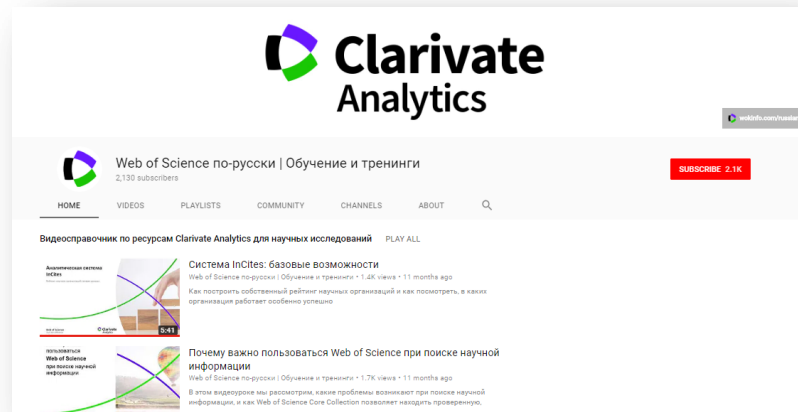 Clarivate
Analytics
wokinfo.com/russian
Web of Science по-русски | Обучение и тренинги
2,130 subscribers
SUBSCRIBE 2.1K
HOME VIDEOS PLAYLISTS COMMUNITY CHANNELS ABOUT
Видеосправочник по ресурсам Clarivate Analytics для научных исследований PLAY ALL
Аналитическая система
InCites
Clarivate
Analytics
5:41
Система InCites: базовые возможности
Web of Science по-русски | Обучение и тренинги • 1.4K views • 11 months ago
Как построить собственный рейтинг научных организаций и как посмотреть, в каких
организация работает особенно успешно
пользоваться
Web of Science
при поиске научной
информации
Почему важно пользоваться Web of Science при поиске научной
информации
Web of Science по-русски | Обучение и тренинги • 1.7K views • 11 months ago
В этом видеоуроке мы рассмотрим, какие проблемы возникают при поиске научной
информации, и как Web of Science Core Collection позволяет находить проверенную,